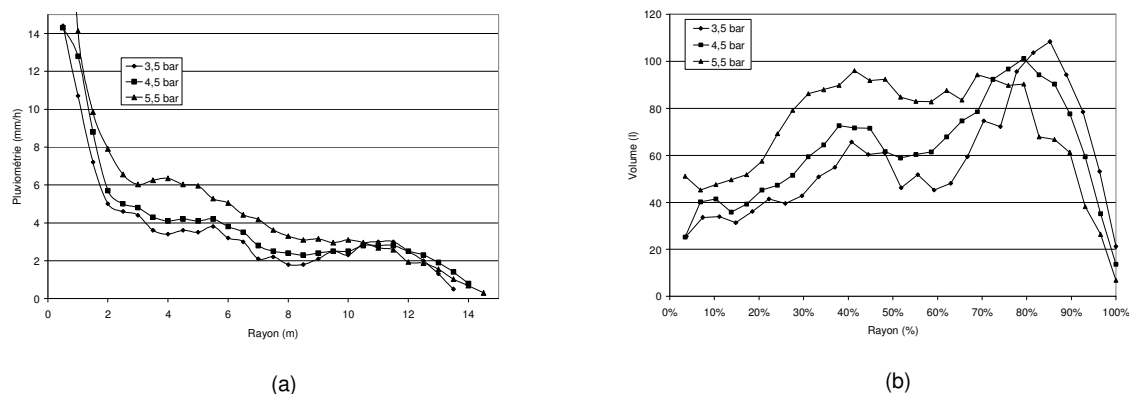 14
12
10
8
6
4
2
0
Pluviométrie (mm/h)
3,5 bar
4,5 bar
5,5 bar
0 2 4 6 8 10 12 14
Rayon (m)
(a)
120
100
80
60
40
20
0
Volume (l)
3,5 bar
4,5 bar
5,5 bar
0% 10% 20% 30% 40% 50% 60% 70% 80% 90% 100%
Rayon (%)
(b)